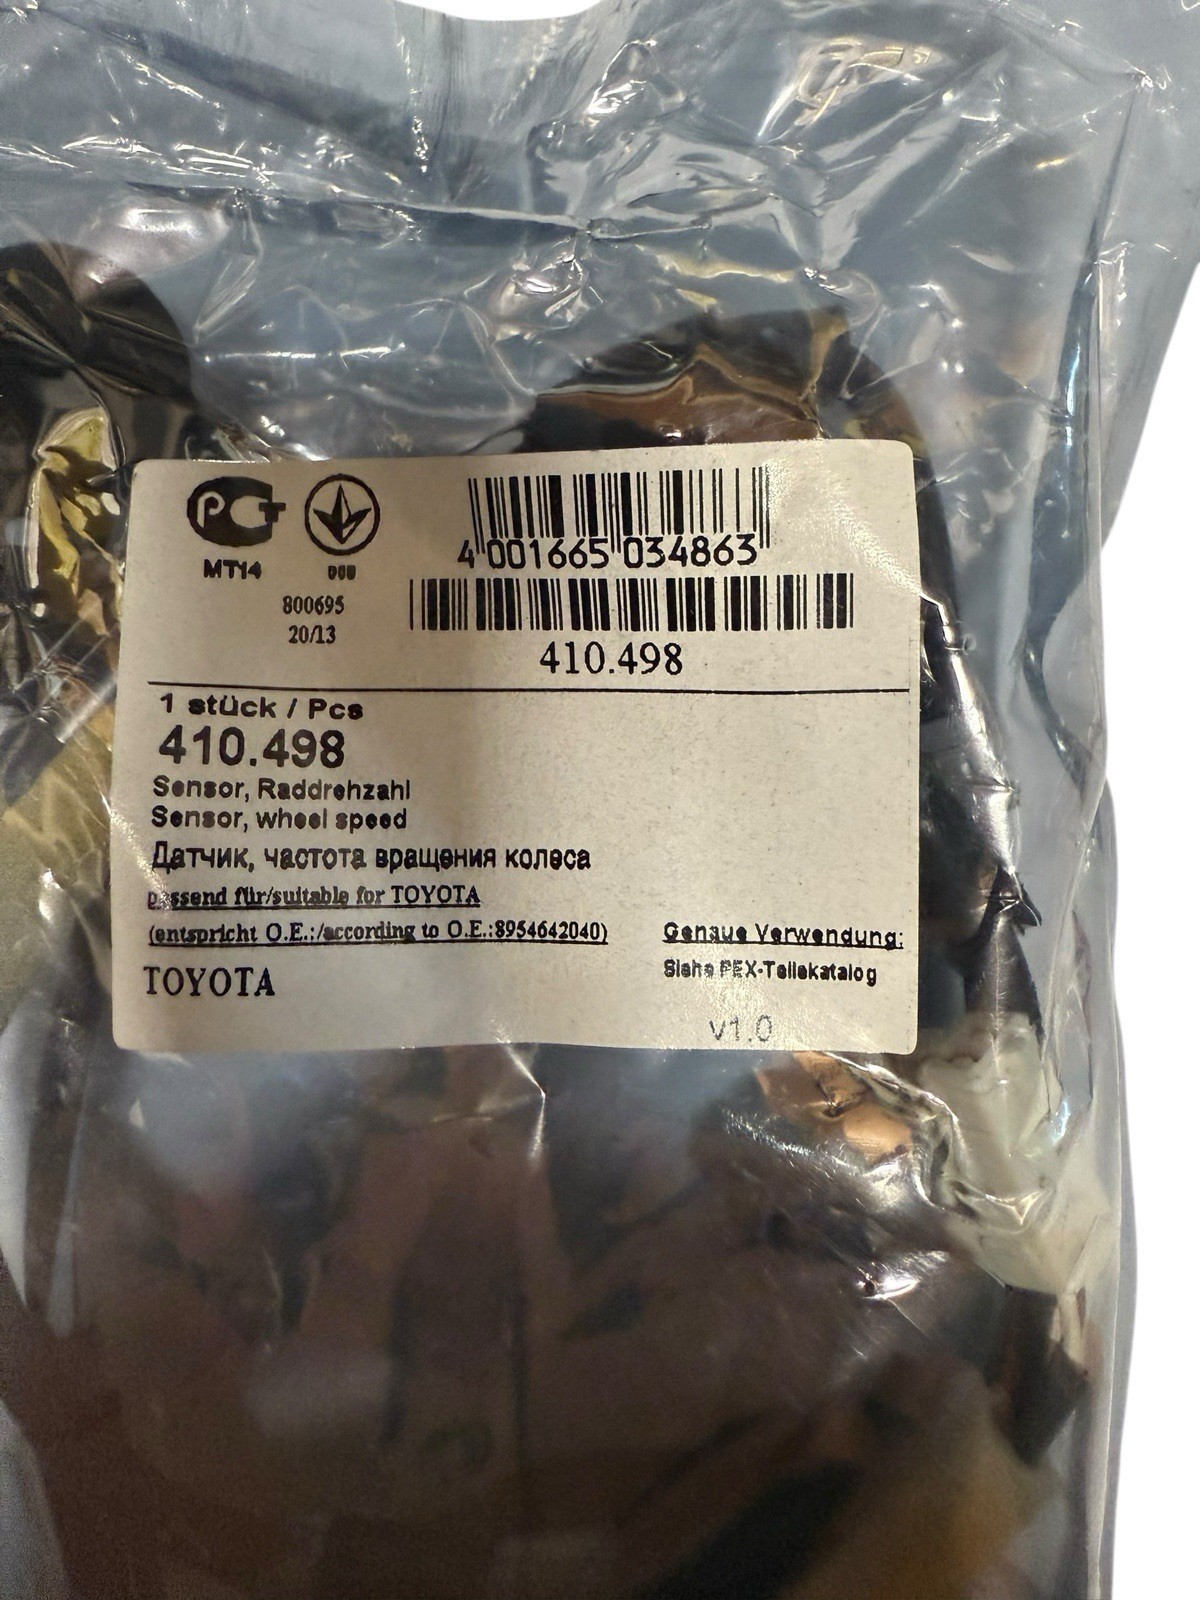 РСТ
МТ14
800695
20/13
4 001665 034863
410.498
1 stück / Pcs
410.498
Sensor, Raddrehzahl
Sensor, wheel speed
Датчик, частота вращения колеса
passend für/suitable for TOYOTA
(entspricht O.E.:/according to O.E.:8954642040)
TOYOTA
Genaue Verwendung:
Siehe PEX-Teilekatalog
v1.0